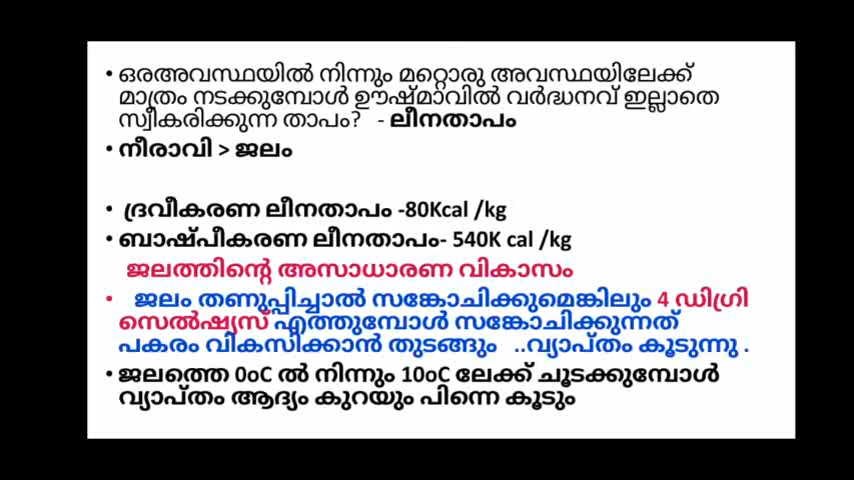 • ഒരഅവസ്ഥയിൽ നിന്നും മറ്റൊരു അവസ്ഥയിലേക്ക്
മാത്രം നടക്കുമ്പോൾ ഊഷ്മാവിൽ വർദ്ധനവ് ഇല്ലാതെ
സ്വീകരിക്കുന്ന താപം? - ലീനതാപം
• നീരാവി > ജലം
• ദ്രവീകരണ ലീനതാപം -80Kcal /kg
• ബാഷ്പീകരണ ലീനതാപം- 540K cal /kg
ജലത്തിന്റെ അസാധാരണ വികാസം
• ജലം തണുപ്പിച്ചാൽ സങ്കോചിക്കുമെങ്കിലും 4 ഡിഗ്രി
സെൽഷ്യസ് എത്തുമ്പോൾ സങ്കോചിക്കുന്നത്
പകരം വികസിക്കാൻ തുടങ്ങും ..വ്യാപ്തം കൂടുന്നു .
• ജലത്തെ 0oC ൽ നിന്നും 10oC ലേക്ക് ചൂടക്കുമ്പോൾ
വ്യാപ്തം ആദ്യം കുറയും പിന്നെ കൂടും